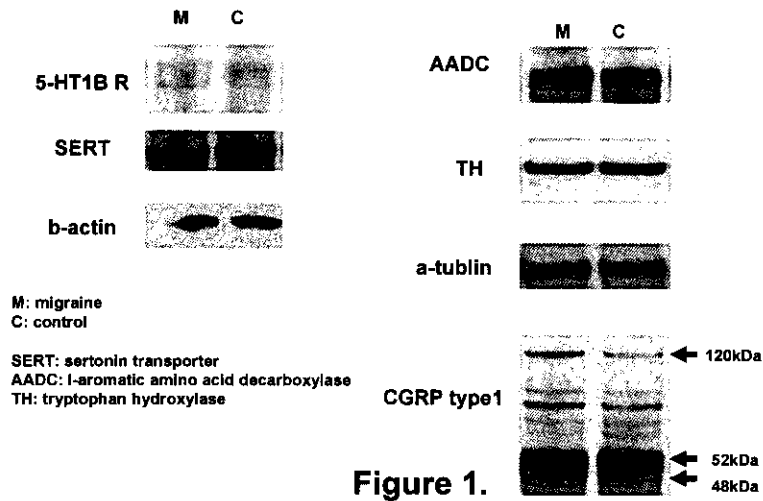 M C
5-HT1B R
SERT
b-actin
M: migraine
C: control
SERT: sertonin transporter
AADC: l-aromatic amino acid decarboxylase
TH: tryptophan hydroxylase
M C
AADC
TH
a-tublin
CGRP type1
120kDa
52kDa
48kDa
Figure 1.